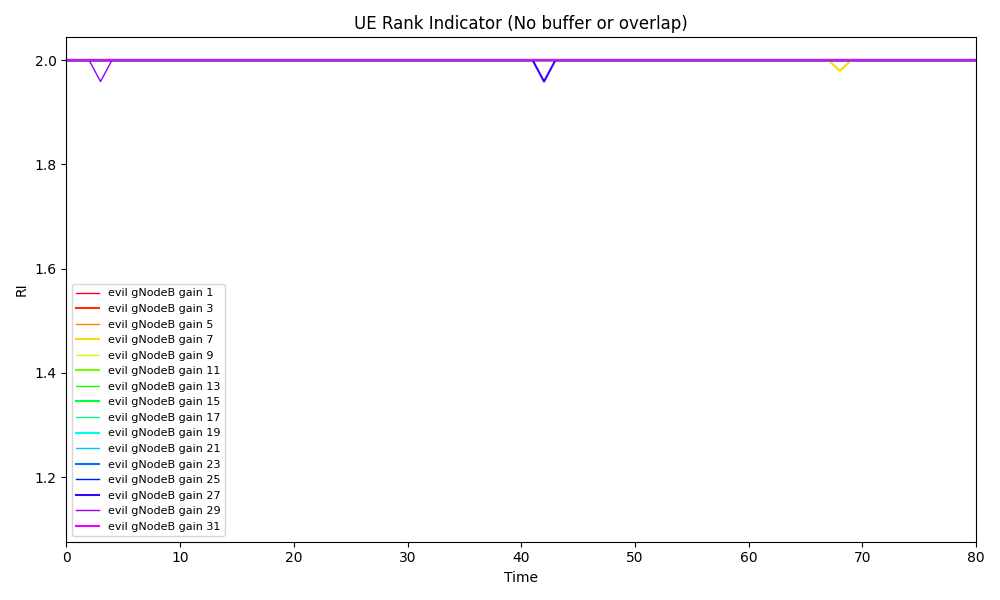 UE Rank Indicator (No buffer or overlap)
2.0
1.8
1.6
1.4
1.2
RI
evil gNodeB gain 1
evil gNodeB gain 3
evil gNodeB gain 5
evil gNodeB gain 7
evil gNodeB gain 9
evil gNodeB gain 11
evil gNodeB gain 13
evil gNodeB gain 15
evil gNodeB gain 17
evil gNodeB gain 19
evil gNodeB gain 21
evil gNodeB gain 23
evil gNodeB gain 25
evil gNodeB gain 27
evil gNodeB gain 29
evil gNodeB gain 31
0 10 20 30 40 50 60 70 80
Time